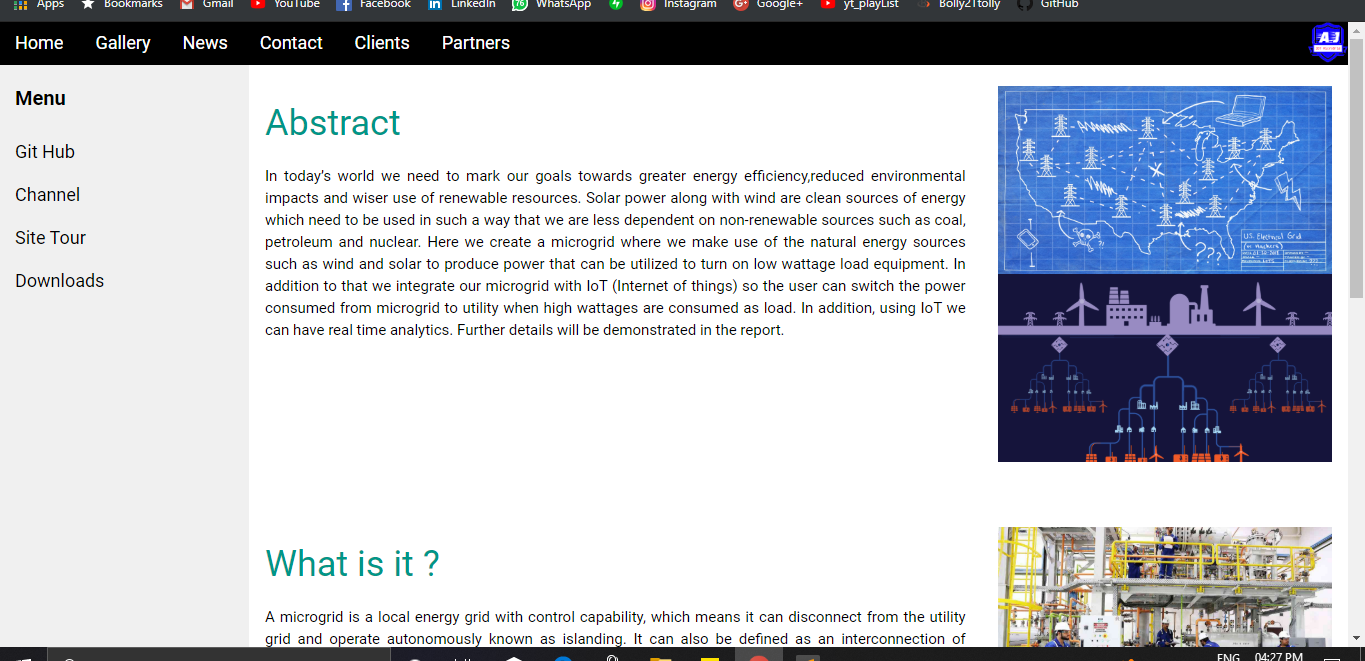 Apps Bookmarks Gmail YouTube Facebook LinkedIn WhatsApp Instagram Google+ yt_playList Bolly2Tolly GitHub
Home Gallery News Contact Clients Partners
AJ
Menu
Git Hub
Channel
Site Tour
Downloads
Abstract
In today's world we need to mark our goals towards greater energy efficiency,reduced environmental
impacts and wiser use of renewable resources. Solar power along with wind are clean sources of energy
which need to be used in such a way that we are less dependent on non-renewable sources such as coal,
petroleum and nuclear. Here we create a microgrid where we make use of the natural energy sources
such as wind and solar to produce power that can be utilized to turn on low wattage load equipment. In
addition to that we integrate our microgrid with IoT (Internet of things) so the user can switch the power
consumed from microgrid to utility when high wattages are consumed as load. In addition, using IoT we
can have real time analytics. Further details will be demonstrated in the report.
???
U.S. Electrical Grid
(for Hackers)
What is it ?
A microgrid is a local energy grid with control capability, which means it can disconnect from the utility
grid and operate autonomously known as islanding. It can also be defined as an interconnection of
ENG 04:27 PM